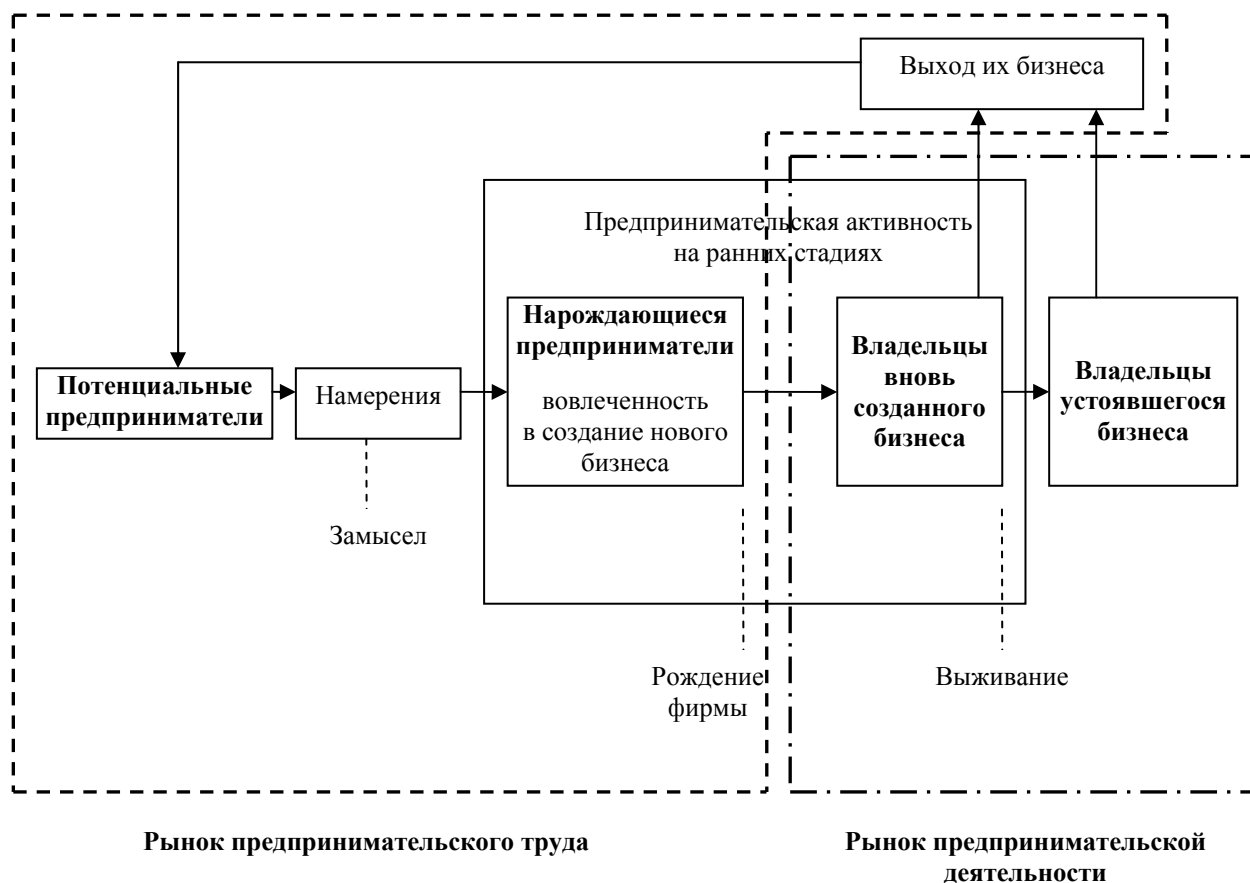 Выход их бизнеса
Предпринимательская активность
на ранних стадиях
Потенциальные
предприниматели
Намерения
Нарождающиеся
предприниматели
вовлеченность
в создание нового
бизнеса
Владельцы
вновь
созданного
бизнеса
Владельцы
устоявшегося
бизнеса
Замысел
Рождение
фирмы
Выживание
Рынок предпринимательского труда
Рынок предпринимательской
деятельности